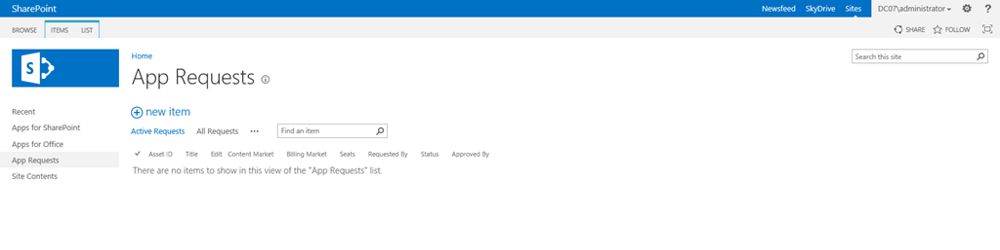 SharePoint
Newsfeed SkyDrive Sites DC07\administrator ?
BROWSE ITEMS LIST
SHARE FOLLOW
S
Home
Search this site
App Requests
new item
Recent
Apps for SharePoint
Apps for Office
App Requests
Site Contents
Active Requests All Requests ... Find an item
Asset ID Title Edit Content Market Billing Market Seats Requested By Status Approved By
There are no items to show in this view of the "App Requests" list.